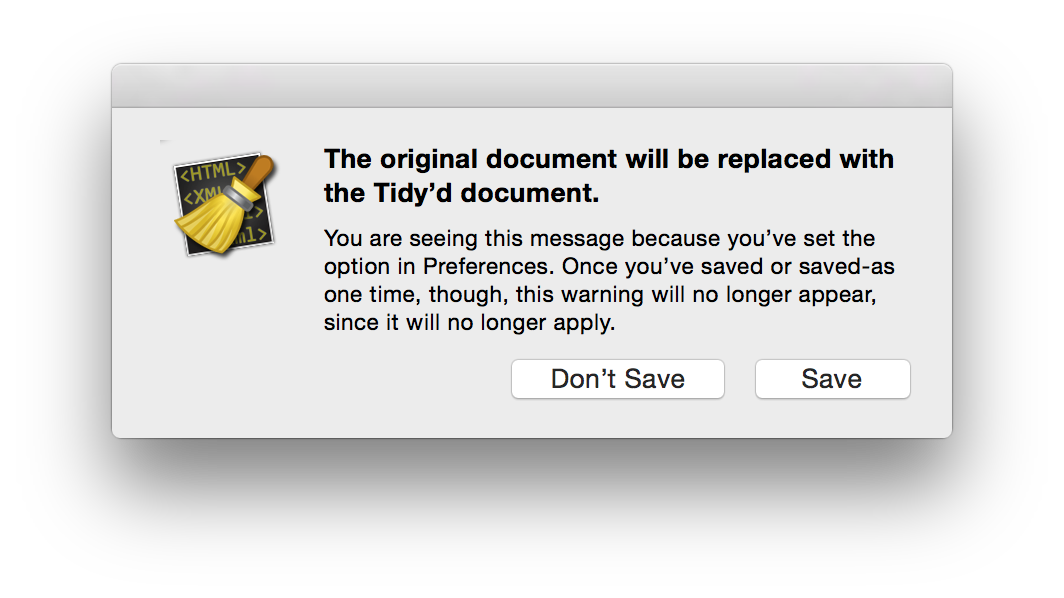 <HTML>
<XML
The original document will be replaced with
the Tidy’d document.
You are seeing this message because you’ve set the
option in Preferences. Once you’ve saved or saved-as
one time, though, this warning will no longer appear,
since it will no longer apply.
Don’t Save
Save